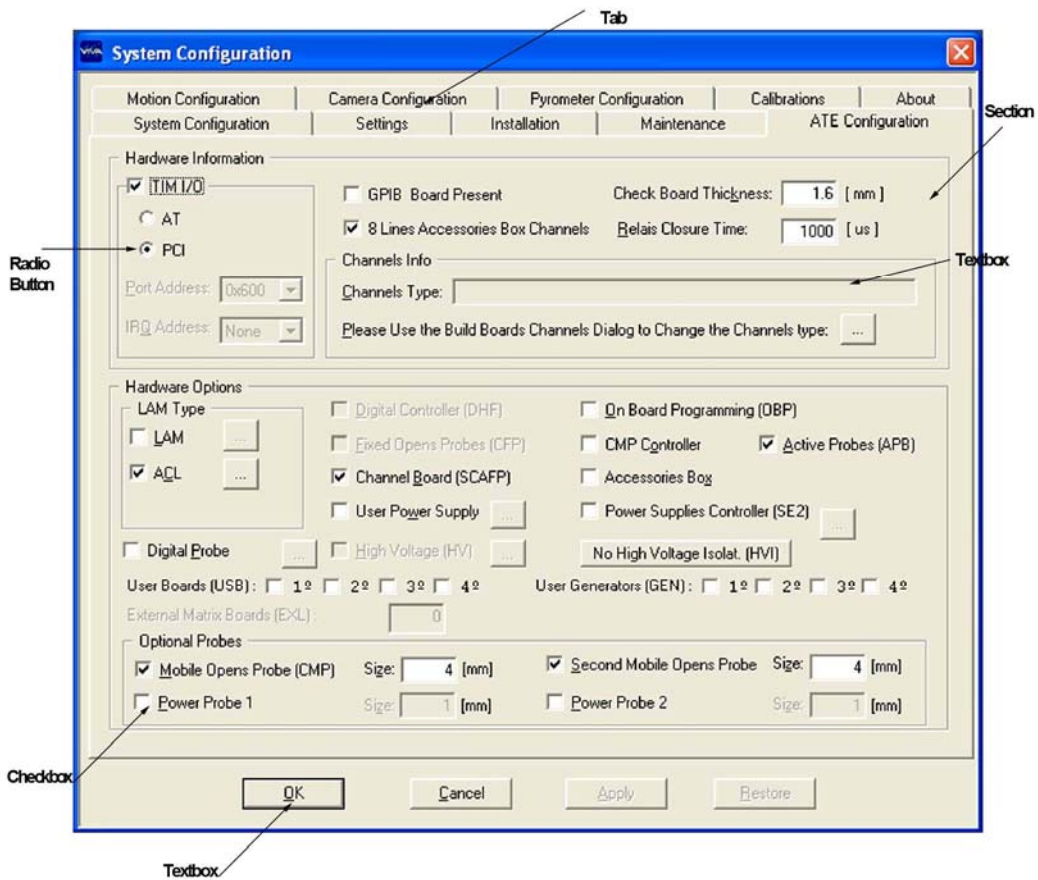 Tab
VIVA System Configuration
Motion Configuration Camera Configuration Pyrometer Configuration Calibrations About
System Configuration Settings Installation Maintenance ATE Configuration
Section
Hardware Information
TIM I/O
GPIB Board Present
Check Board Thickness: 1.6 [ mm ]
AT
8 Lines Accessories Box Channels
Relais Closure Time: 1000 [ us ]
PCI
Radio
Button
Channels Info
Textbox
Port Address: 0x600
Channels Type:
IRQ Address: None
Please Use the Build Boards Channels Dialog to Change the Channels type: ...
Hardware Options
LAM Type
Digital Controller (DHF)
On Board Programming (OBP)
LAM ...
Fixed Opens Probes (CFP)
CMP Controller
Active Probes (APB)
ACL ...
Channel Board (SCAFP)
Accessories Box
User Power Supply ...
Power Supplies Controller (SE2) ...
Digital Probe ...
High Voltage (HV) ...
No High Voltage Isolat. (HVI)
User Boards (USB) : 1º 2º 3º 4º
User Generators (GEN) : 1º 2º 3º 4º
External Matrix Boards (EXL) : 0
Optional Probes
Mobile Opens Probe (CMP) Size: 4 [mm]
Second Mobile Opens Probe Size: 4 [mm]
Power Probe 1 Size: 1 [mm]
Power Probe 2 Size: 1 [mm]
Checkbox
OK Cancel Apply Restore
Textbox